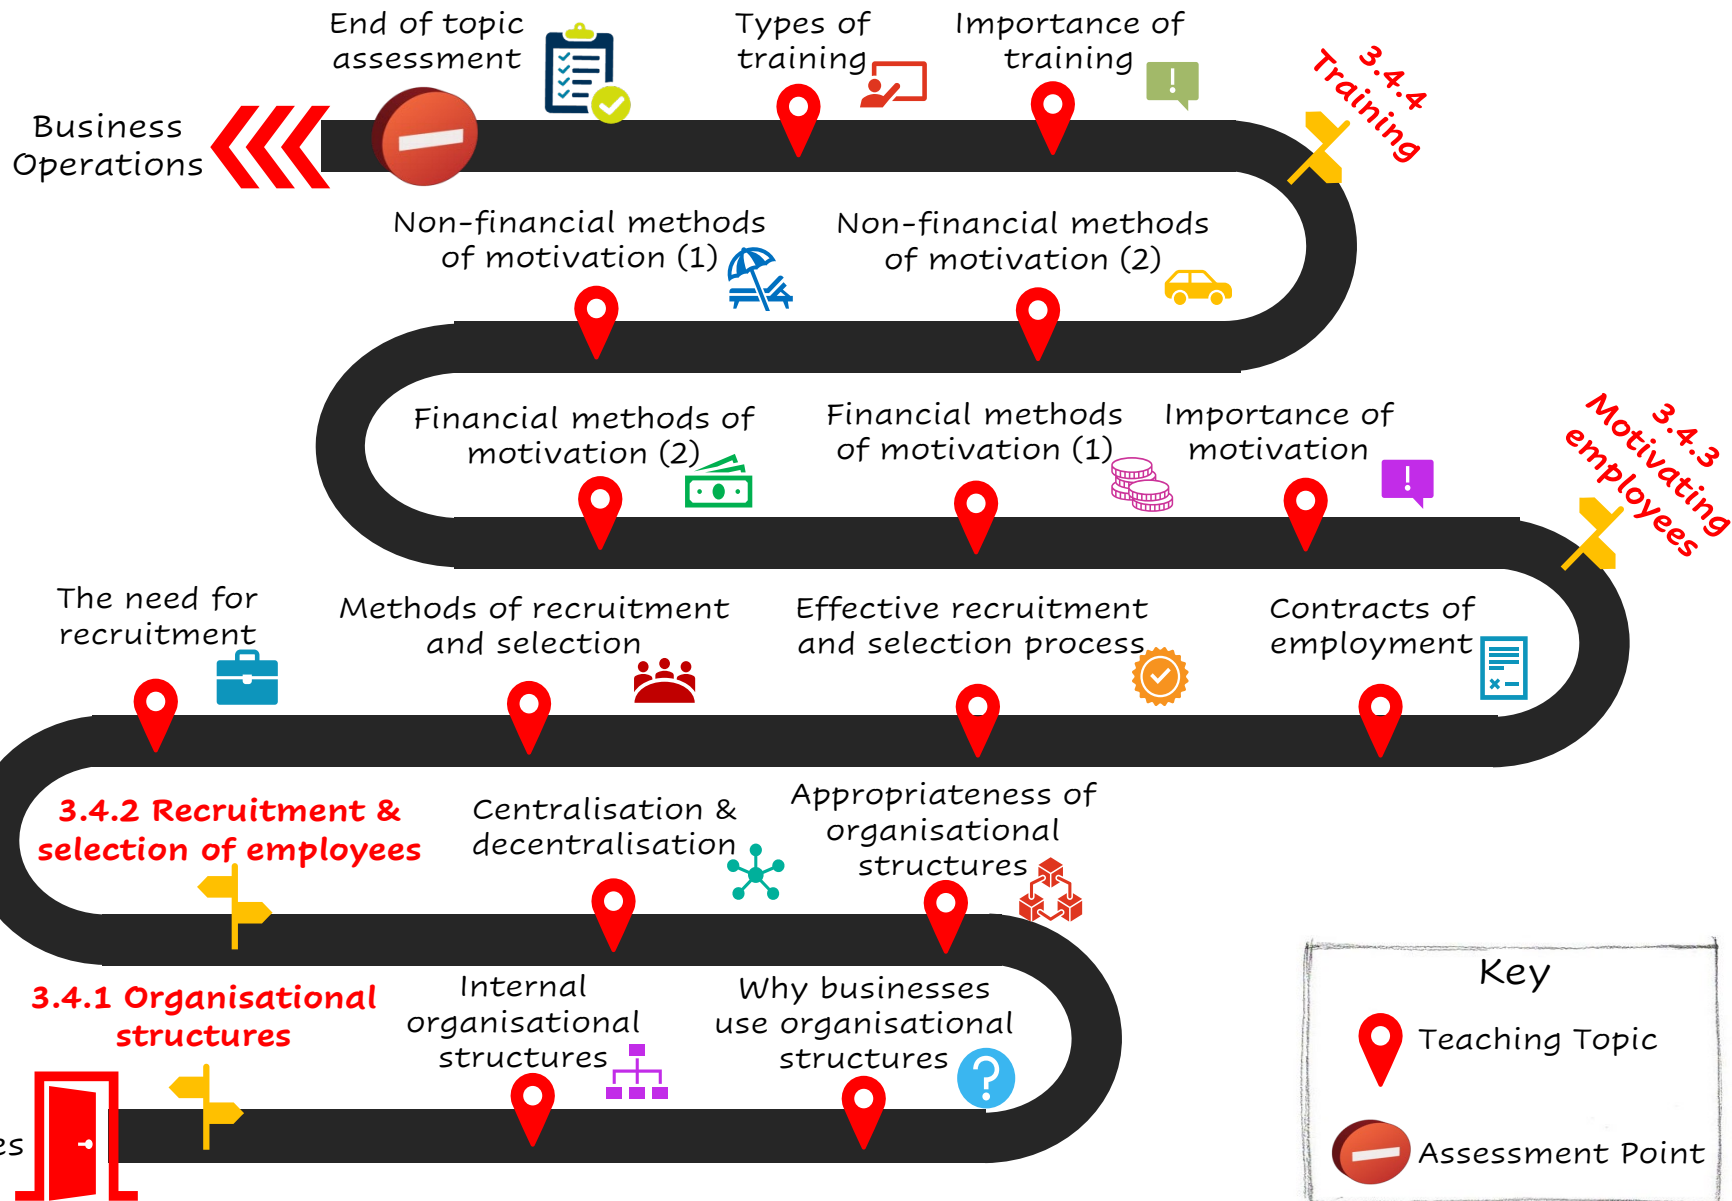 End of topic
assessment
Types of
training
Importance of
training
3.4.4
Training
Business
Operations
Non-financial methods
of motivation (1)
Non-financial methods
of motivation (2)
Financial methods of
motivation (2)
Financial methods
of motivation (1)
Importance of
motivation
3.4.3
Motivating
employees
The need for
recruitment
Methods of recruitment
and selection
Effective recruitment
and selection process
Contracts of
employment
3.4.2 Recruitment &
selection of employees
Centralisation &
decentralisation
Appropriateness of
organisational
structures
3.4.1 Organisational
structures
Internal
organisational
structures
Why businesses
use organisational
structures
Key
Teaching Topic
Assessment Point